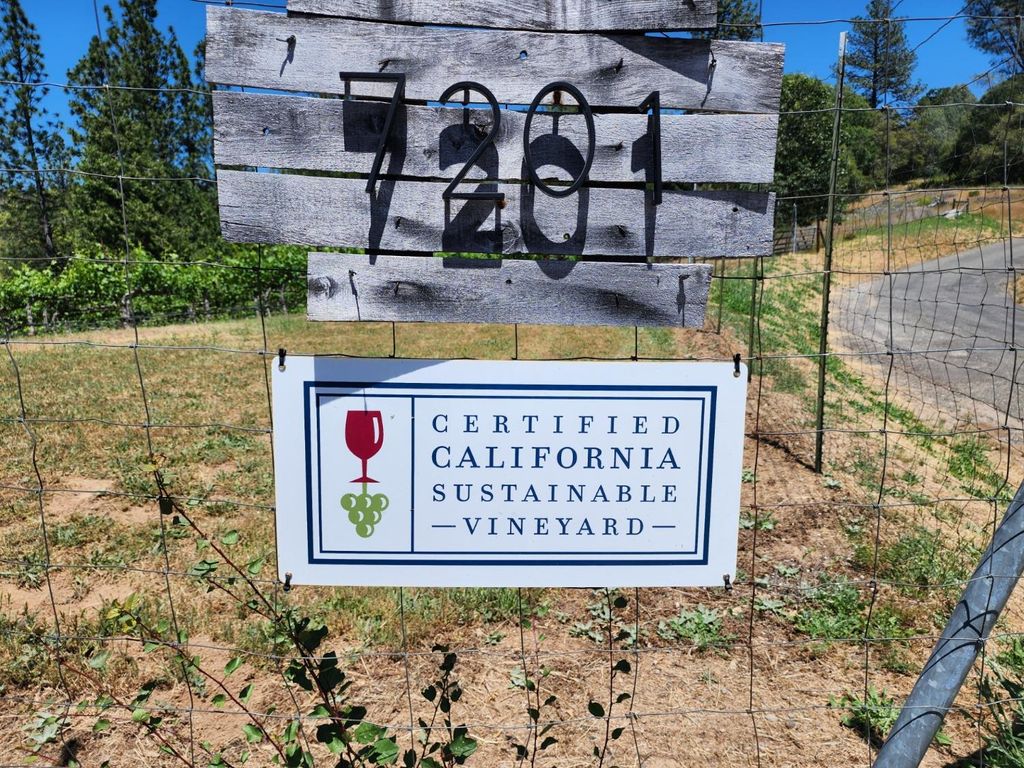 7201
CERTIFIED
CALIFORNIA
SUSTAINABLE
—VINEYARD—